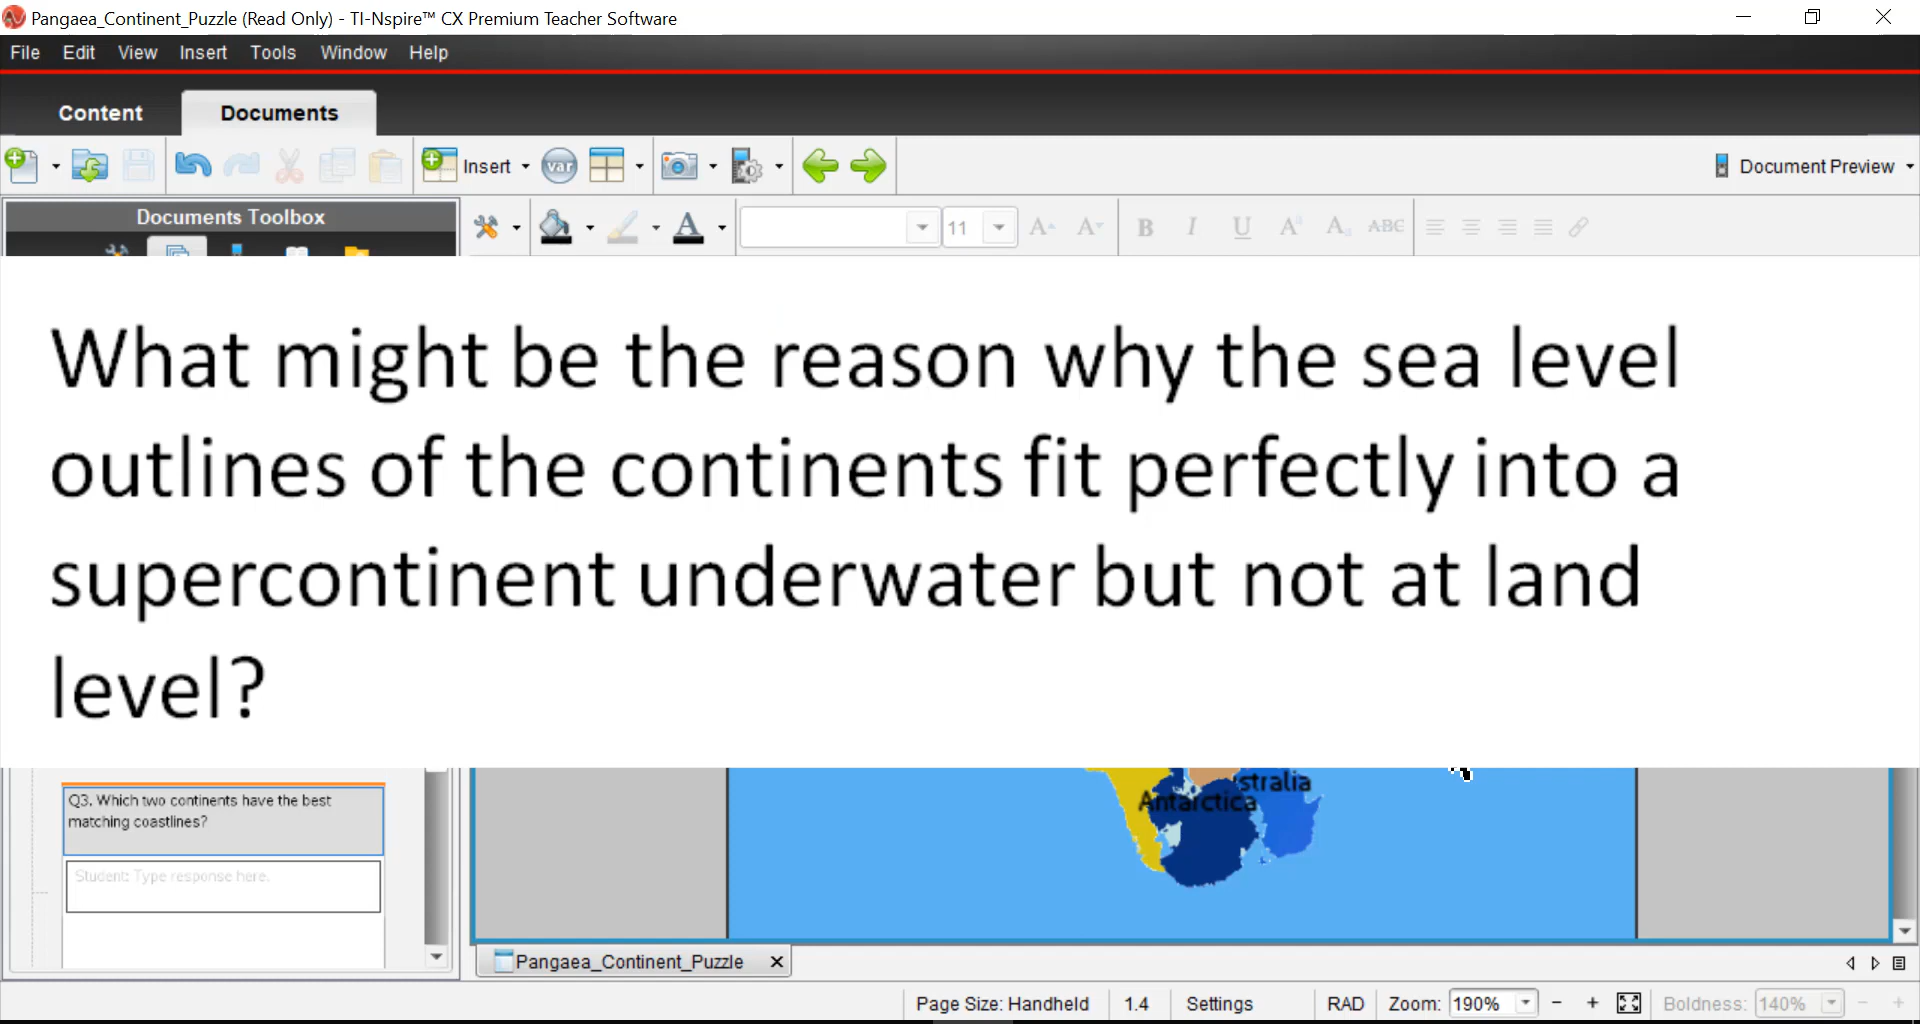 Pangaea_Continent_Puzzle (Read Only) - TI-Nspire™ CX Premium Teacher Software
File Edit View Insert Tools Window Help
Content Documents
Insert var Document Preview
Documents Toolbox
11 A A B I U A A ABC
What might be the reason why the sea level
outlines of the continents fit perfectly into a
supercontinent underwater but not at land
level?
stralia
Antarctica
Q3. Which two continents have the best
matching coastlines?
Student: Type response here.
Pangaea_Continent_Puzzle
Page Size: Handheld 1.4 Settings RAD Zoom: 190% - + Boldness: 140% - +